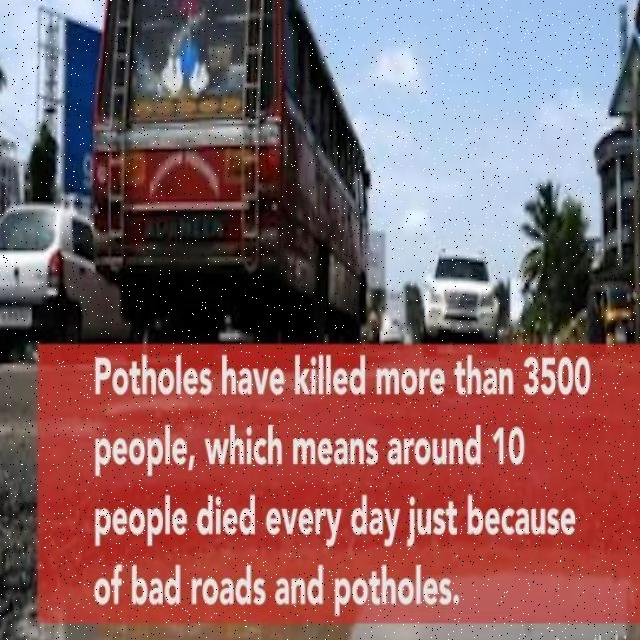 Potholes have killed more than 3500
people, which means around 10
people died every day just because
of bad roads and potholes.